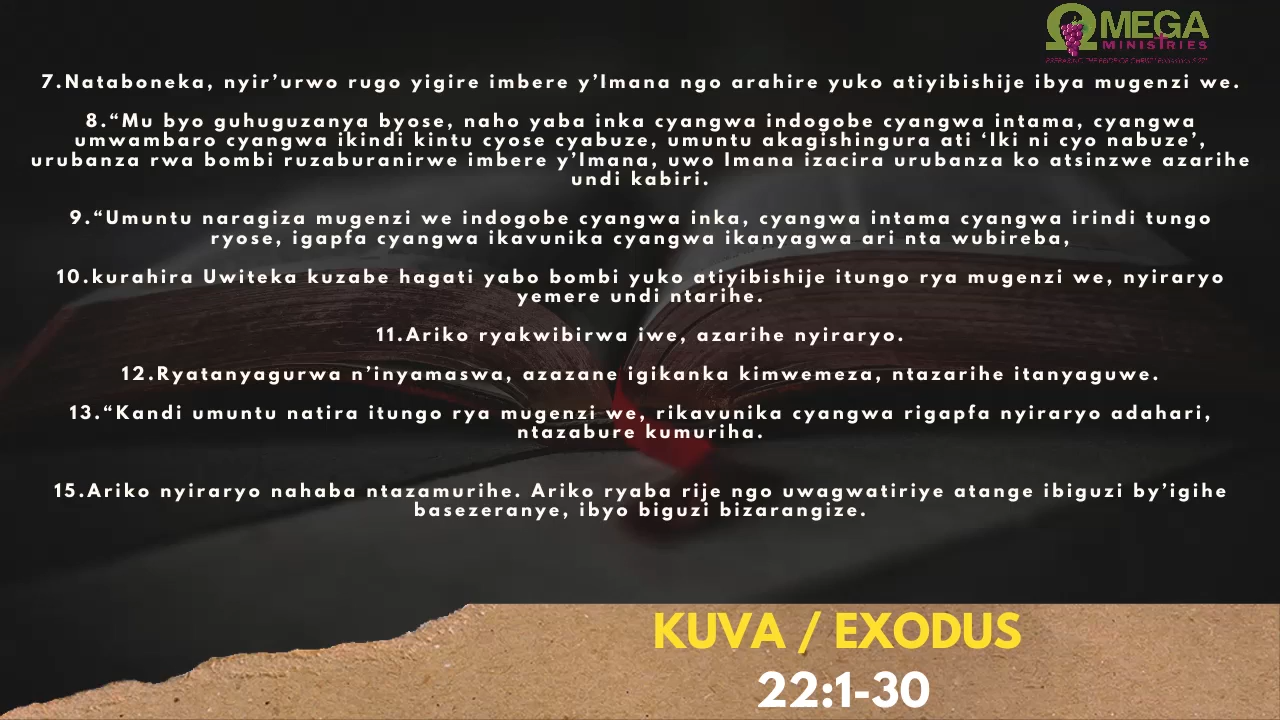 ΩMEGA
MINISTRIES
7.Nataboneka, nyir’urwo rugo yigire imbere y’Imana ngo arahire yuko atiyibishije ibya mugenzi we.
8.“Mu byo guhuguzanya byose, naho yaba inka cyangwa indogobe cyangwa intama, cyangwa
umwambaro cyangwa ikindi kintu cyose cyabuze, umuntu akagishingura ati ‘Iki ni cyo nabuze’,
urubanza rwa bombi ruzaburanirwe imbere y’Imana, uwo Imana izacira urubanza ko atsinzwe azarihe
undi kabiri.
9.“Umuntu naragiza mugenzi we indogobe cyangwa inka, cyangwa intama cyangwa irindi tungo
ryose, igapfa cyangwa ikavunika cyangwa ikanyagwa ari nta wubireba,
10.kurahira Uwiteka kuzabe hagati yabo bombi yuko atiyibishije itungo rya mugenzi we, nyiraryo
yemere undi ntarihe.
11.Ariko ryakwibirwa iwe, azarihe nyiraryo.
12.Ryatanyagurwa n’inyamaswa, azazane igikanka kimwemeza, ntazarihe itanyaguwe.
13.“Kandi umuntu natira itungo rya mugenzi we, rikavunika cyangwa rigapfa nyiraryo adahari,
ntazabure kumuriha.
15.Ariko nyiraryo nahaba ntazamurihe. Ariko ryaba rije ngo uwagwatiriye atange ibiguzi by’igihe
basezeranye, ibyo biguzi bizarangize.
KUVA / EXODUS
22:1-30